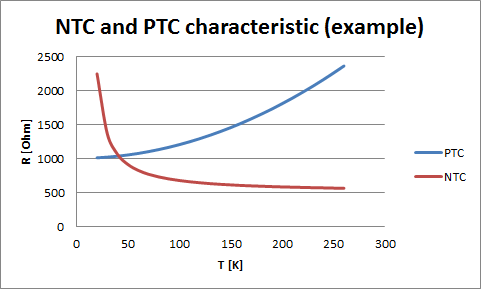 NTC and PTC characteristic (example)
2500
2000
1500
1000
500
0
R [Ohm]
0 50 100 150 200 250 300
T [K]
PTC
NTC